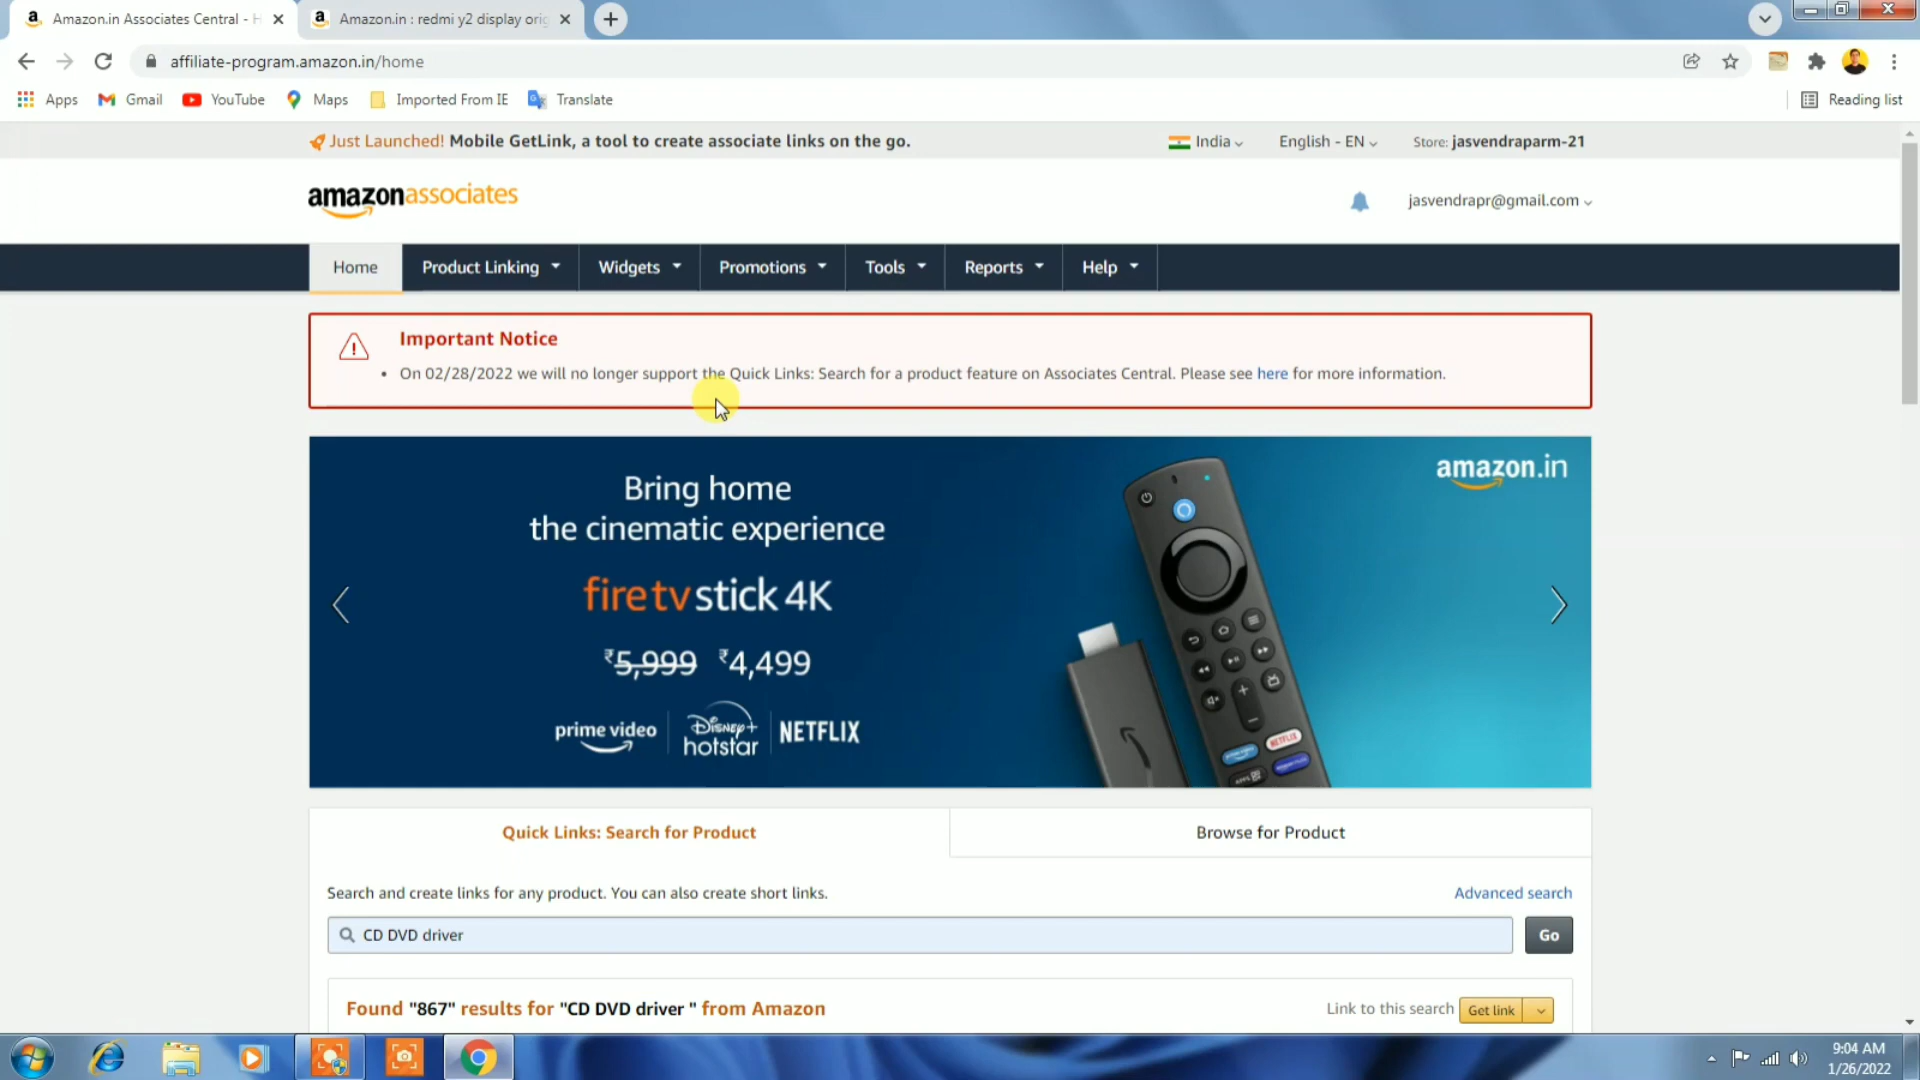 Amazon.in Associates Central - H
Amazon.in : redmi y2 display orig
affiliate-program.amazon.in/home
Apps
Gmail
YouTube
Maps
Imported From IE
Translate
Reading list
Just Launched! Mobile GetLink, a tool to create associate links on the go.
India
English - EN
Store: jasvendraparm-21
amazonassociates
jasvendrapr@gmail.com
Home
Product Linking
Widgets
Promotions
Tools
Reports
Help
Important Notice
• On 02/28/2022 we will no longer support the Quick Links: Search for a product feature on Associates Central. Please see here for more information.
amazon.in
Bring home
the cinematic experience
fire tv stick 4K
₹5,999 ₹4,499
prime video
Disney+
hotstar
NETFLIX
NETFLIX
Quick Links: Search for Product
Browse for Product
Search and create links for any product. You can also create short links.
Advanced search
CD DVD driver
Go
Found "867" results for "CD DVD driver " from Amazon
Link to this search
Get link
9:04 AM
1/26/2022